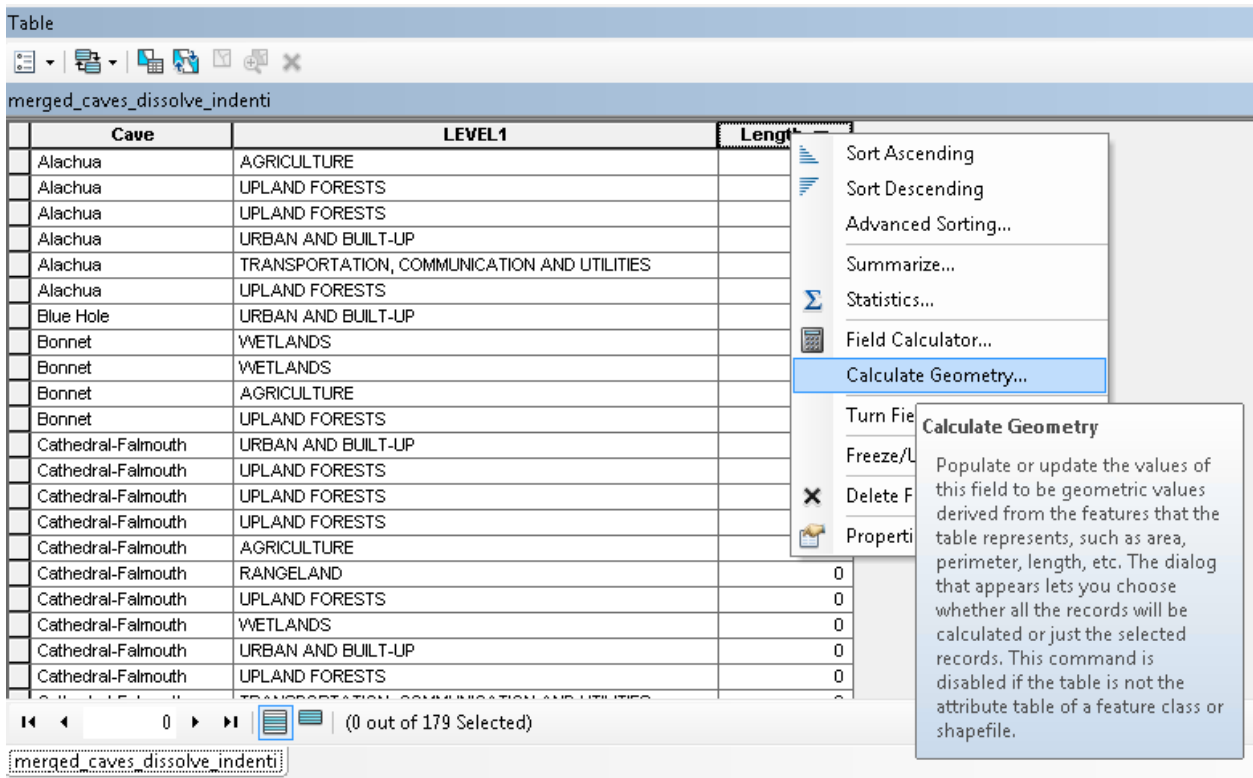 Table
merged_caves_dissolve_indenti
Cave LEVEL1 Length
Alachua AGRICULTURE
Alachua UPLAND FORESTS
Alachua UPLAND FORESTS
Alachua URBAN AND BUILT-UP
Alachua TRANSPORTATION, COMMUNICATION AND UTILITIES
Alachua UPLAND FORESTS
Blue Hole URBAN AND BUILT-UP
Bonnet WETLANDS
Bonnet WETLANDS
Bonnet AGRICULTURE
Bonnet UPLAND FORESTS
Cathedral-Falmouth URBAN AND BUILT-UP
Cathedral-Falmouth UPLAND FORESTS
Cathedral-Falmouth UPLAND FORESTS
Cathedral-Falmouth UPLAND FORESTS
Cathedral-Falmouth AGRICULTURE
Cathedral-Falmouth RANGELAND 0
Cathedral-Falmouth UPLAND FORESTS 0
Cathedral-Falmouth WETLANDS 0
Cathedral-Falmouth URBAN AND BUILT-UP 0
Cathedral-Falmouth UPLAND FORESTS 0
Sort Ascending
Sort Descending
Advanced Sorting...
Summarize...
Statistics...
Field Calculator...
Calculate Geometry...
Turn Fie
Freeze/U
Delete F
Properti
Calculate Geometry
Populate or update the values of
this field to be geometric values
derived from the features that the
table represents, such as area,
perimeter, length, etc. The dialog
that appears lets you choose
whether all the records will be
calculated or just the selected
records. This command is
disabled if the table is not the
attribute table of a feature class or
shapefile.
0 (0 out of 179 Selected)
merged_caves_dissolve_indenti